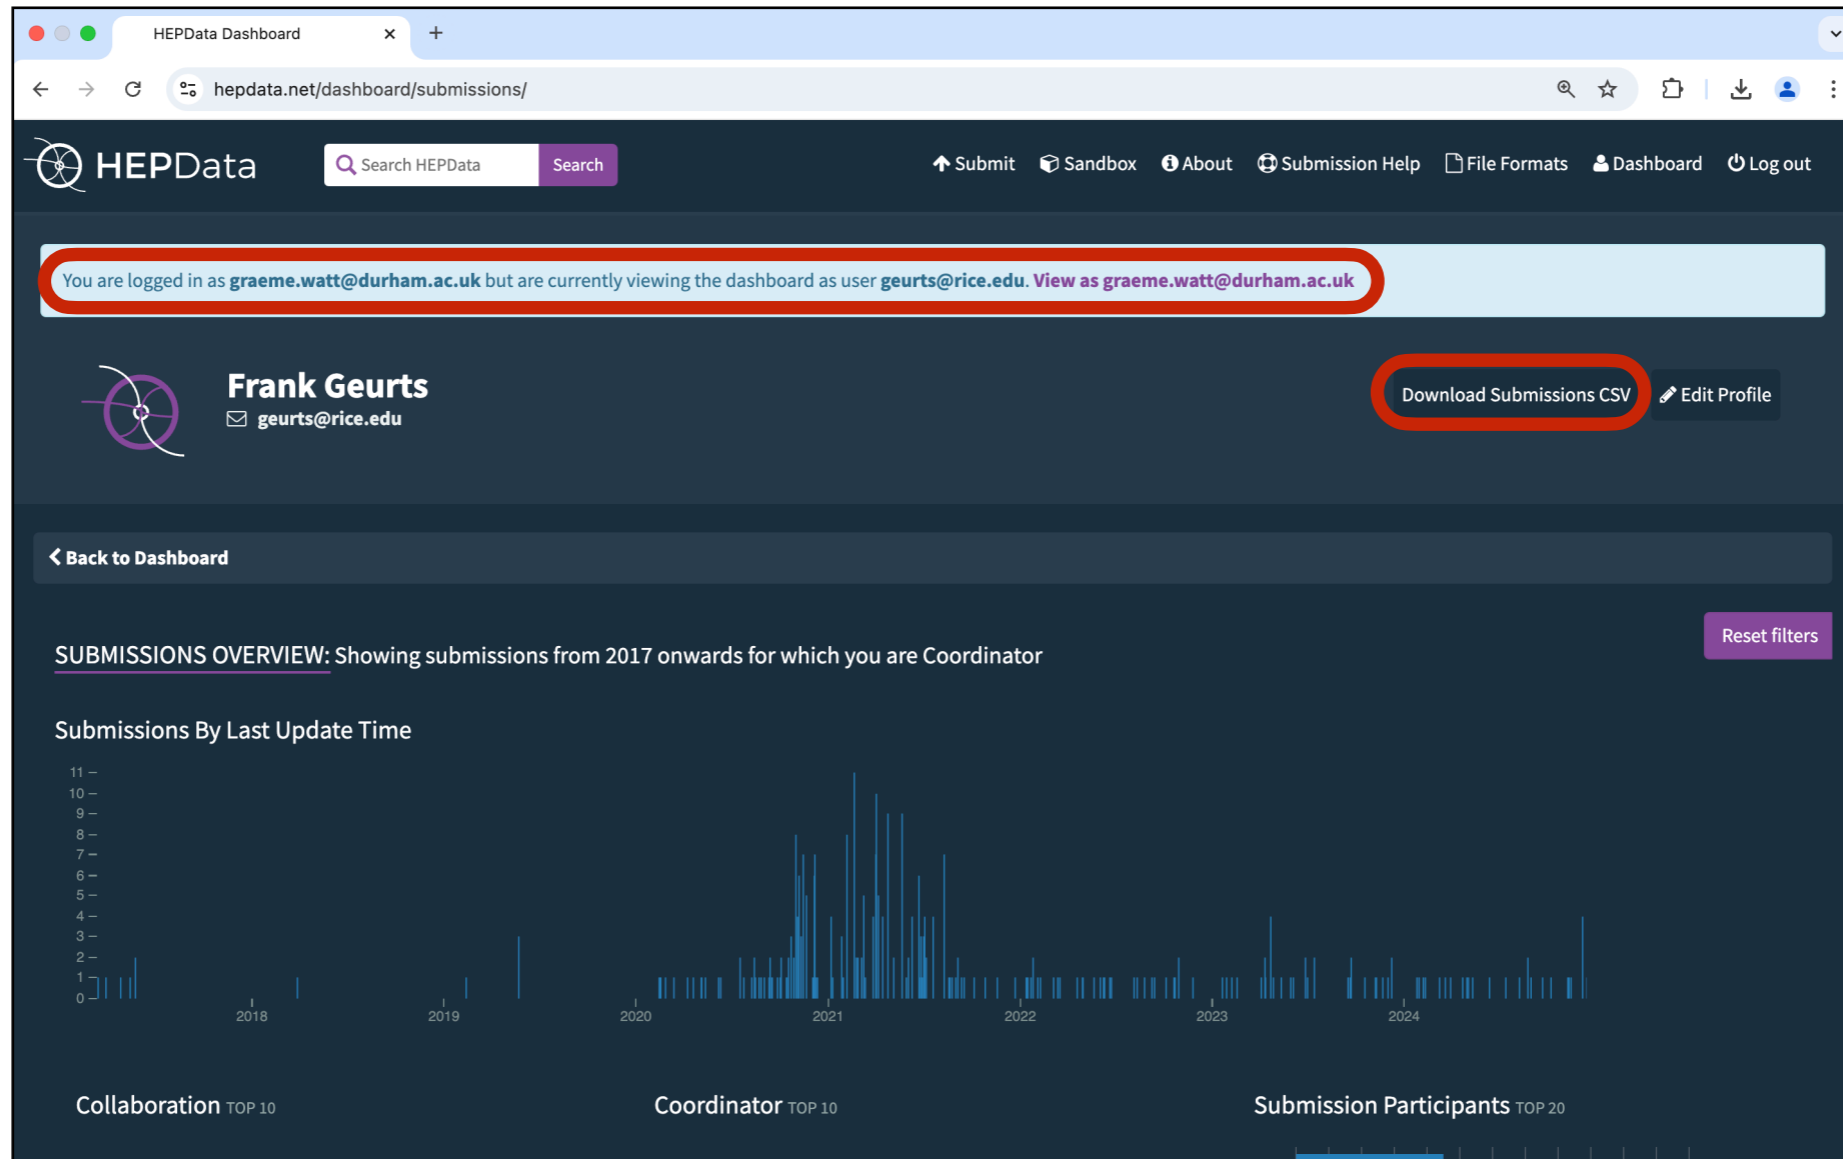 HEPData Dashboard
hepdata.net/dashboard/submissions/
HEPData Search HEPData Search Submit Sandbox About Submission Help File Formats Dashboard Log out
You are logged in as graeme.watt@durham.ac.uk but are currently viewing the dashboard as user geurts@rice.edu. View as graeme.watt@durham.ac.uk
Frank Geurts
geurts@rice.edu
Download Submissions CSV Edit Profile
Back to Dashboard
Reset filters
SUBMISSIONS OVERVIEW: Showing submissions from 2017 onwards for which you are Coordinator
Submissions By Last Update Time
11
10
9
8
7
6
5
4
3
2
1
0
2018 2019 2020 2021 2022 2023 2024
Collaboration TOP 10 Coordinator TOP 10 Submission Participants TOP 20